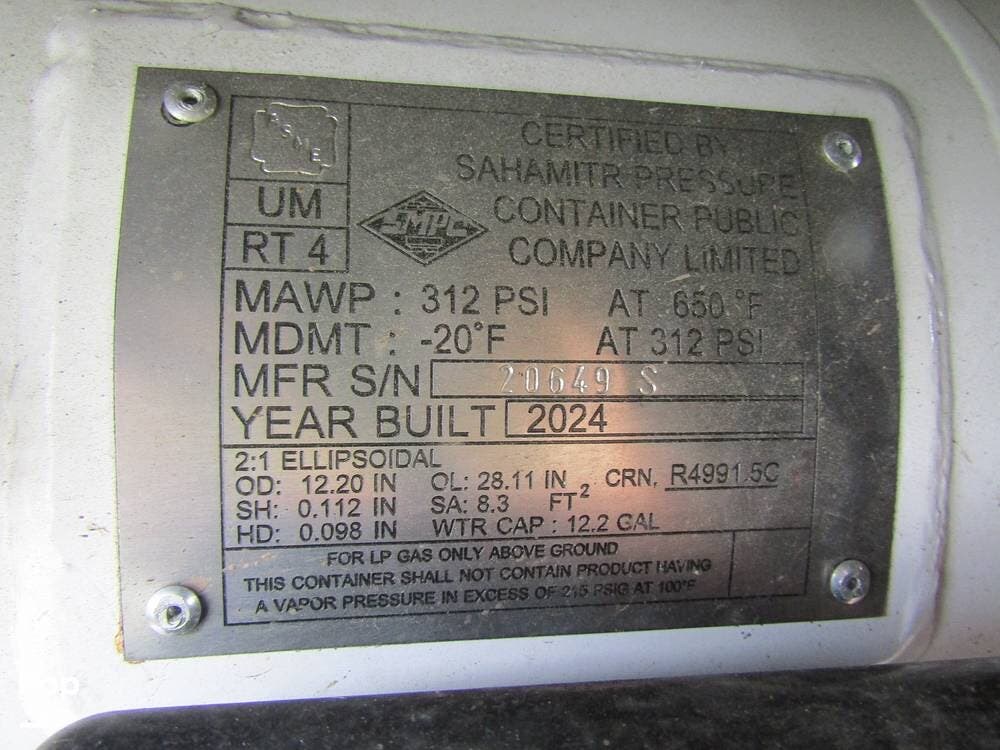 ASME
UM
RT 4
SMPC
CERTIFIED BY
SAHAMITR PRESSURE
CONTAINER PUBLIC
COMPANY LIMITED
MAWP : 312 PSI AT 650 °F
MDMT : -20°F AT 312 PSI
MFR S/N 20649 S
YEAR BUILT 2024
2:1 ELLIPSOIDAL
OD: 12.20 IN OL: 28.11 IN CRN. R4991.5C
SH: 0.112 IN SA: 8.3 FT²
HD: 0.098 IN WTR CAP : 12.2 GAL
FOR LP GAS ONLY ABOVE GROUND
THIS CONTAINER SHALL NOT CONTAIN PRODUCT HAVING
A VAPOR PRESSURE IN EXCESS OF 215 PSIG AT 100°F